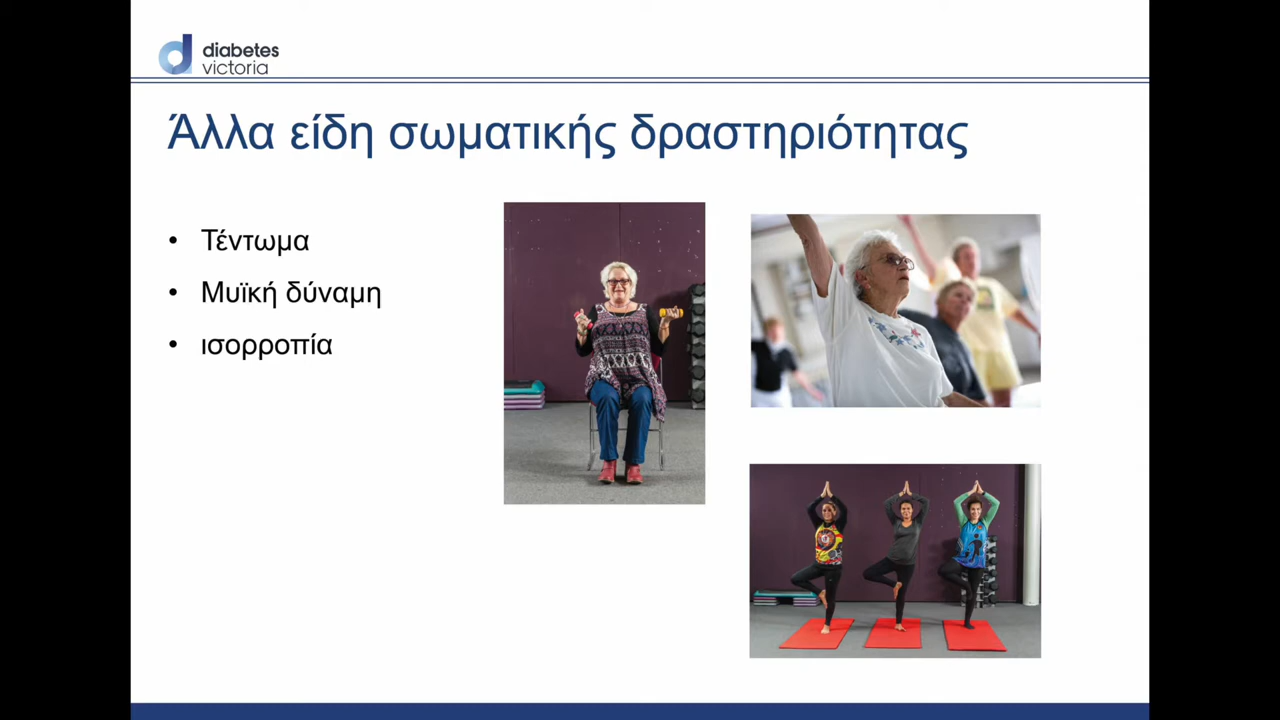 diabetes
victoria
Άλλα είδη σωματικής δραστηριότητας
• Τέντωμα
• Μυϊκή δύναμη
• ισορροπία